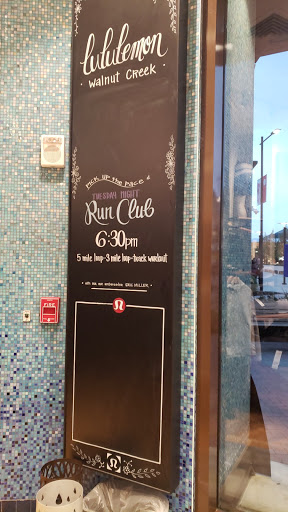 lululemon
· Walnut Creek ·
PICK UP the PACE @
TUESDAY NIGHT
Run Club
6:30pm
5 mile loop · 3 mile loop · track workout
FIRE